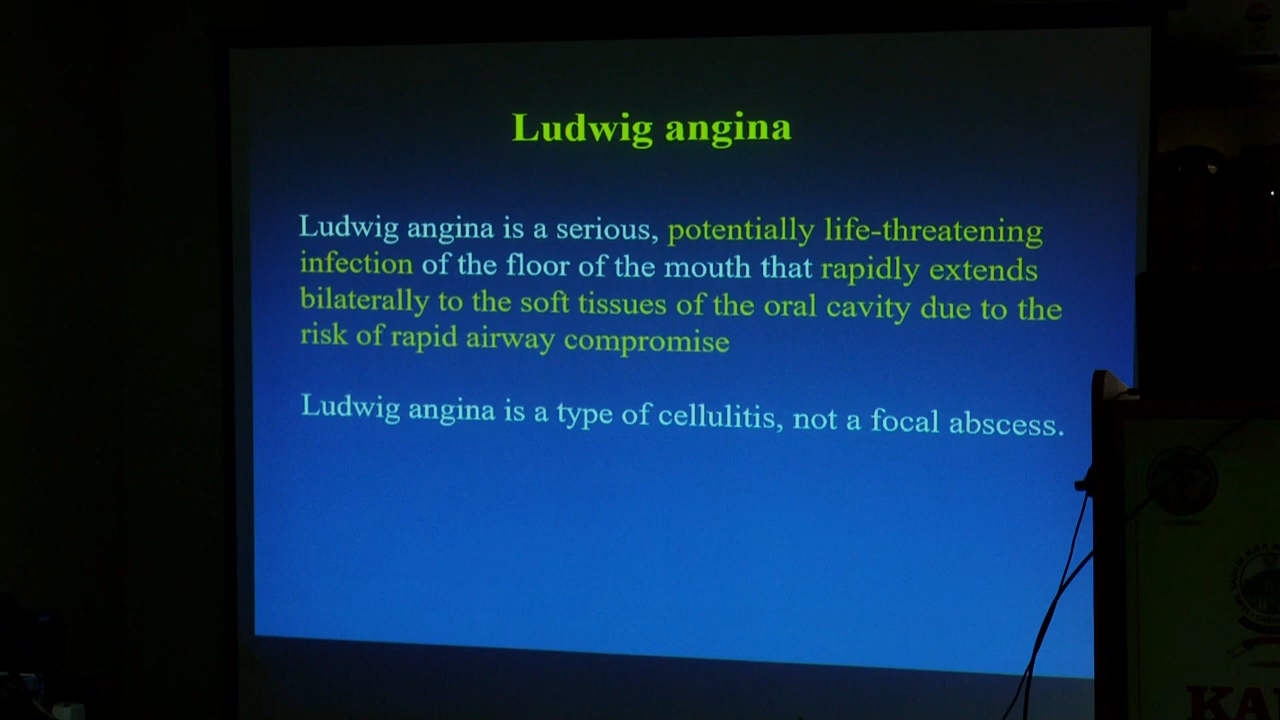 Ludwig angina
Ludwig angina is a serious, potentially life-threatening
infection of the floor of the mouth that rapidly extends
bilaterally to the soft tissues of the oral cavity due to the
risk of rapid airway compromise
Ludwig angina is a type of cellulitis, not a focal abscess.